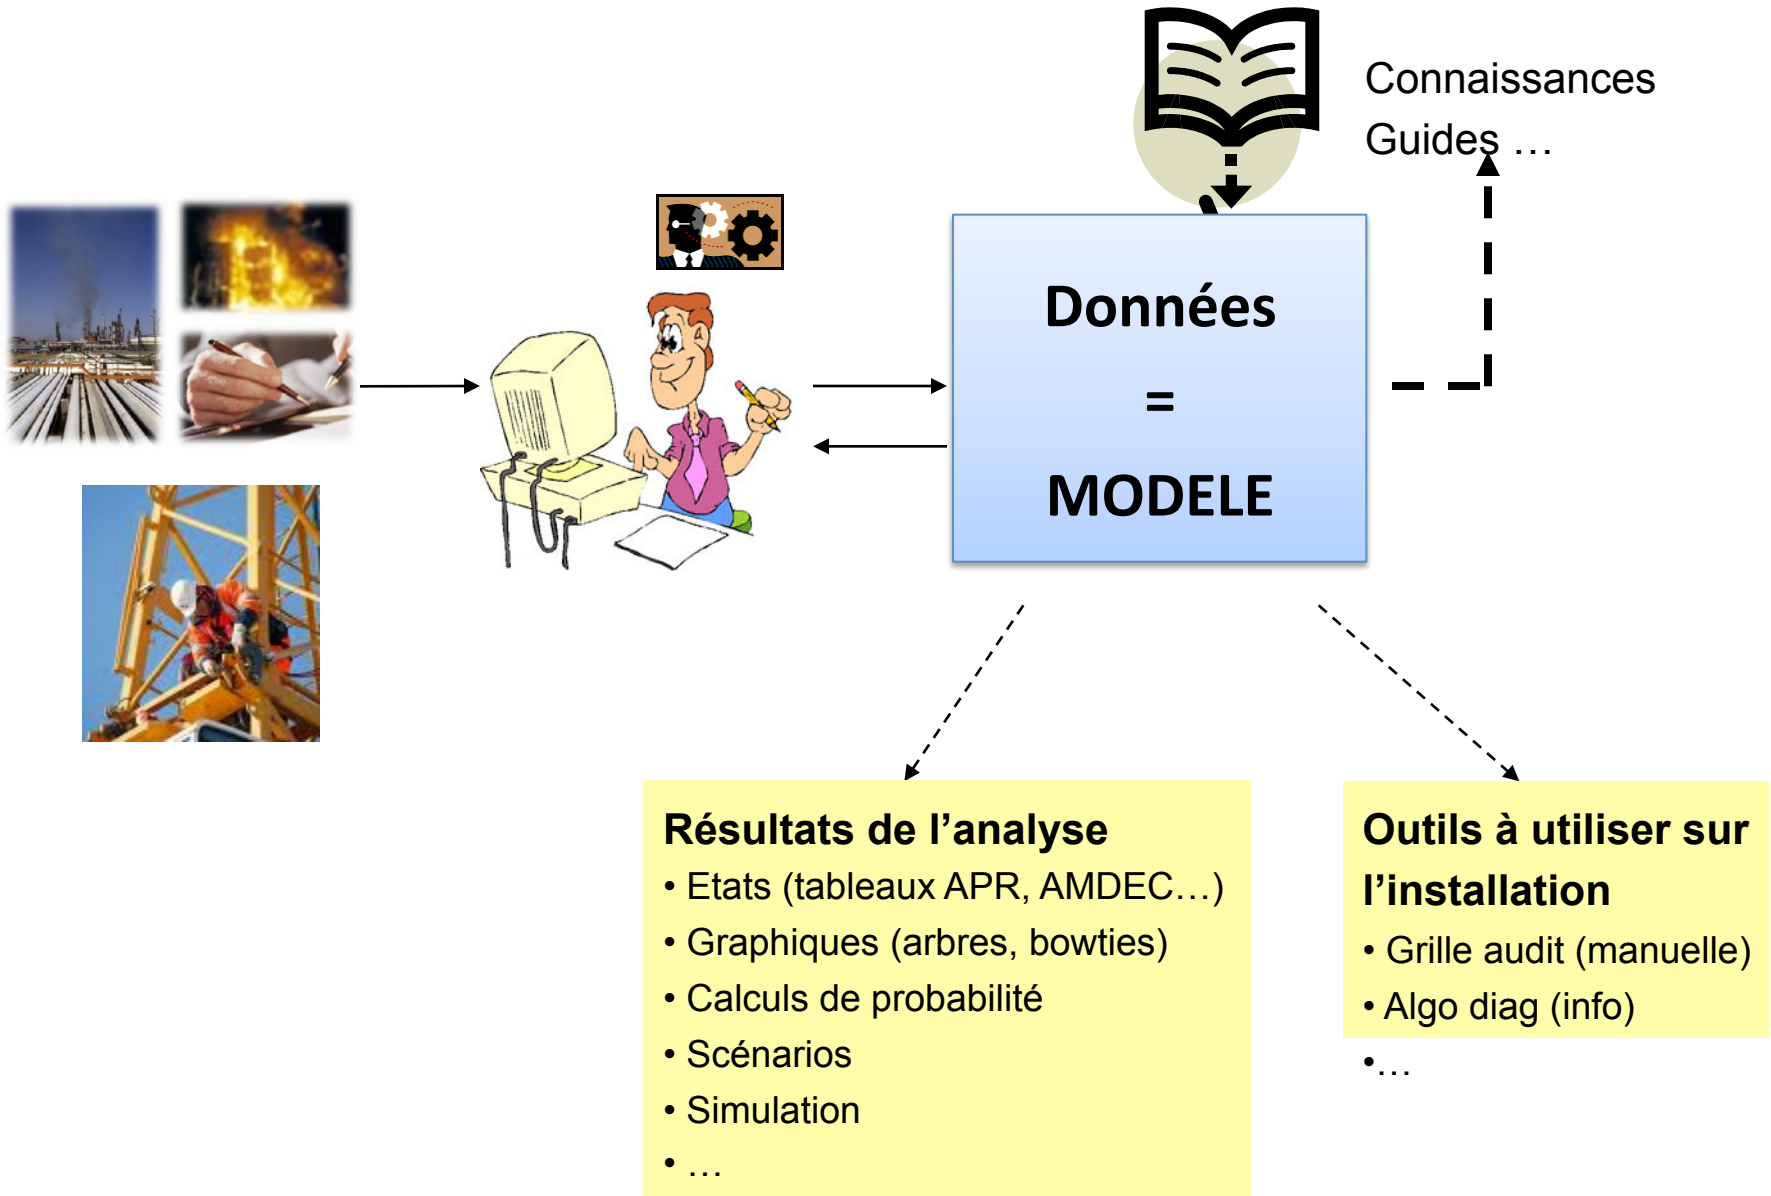 Connaissances
Guides …
Données
=
MODELE
Résultats de l’analyse
• Etats (tableaux APR, AMDEC…)
• Graphiques (arbres, bowties)
• Calculs de probabilité
• Scénarios
• Simulation
• …
Outils à utiliser sur
l’installation
• Grille audit (manuelle)
• Algo diag (info)
•…